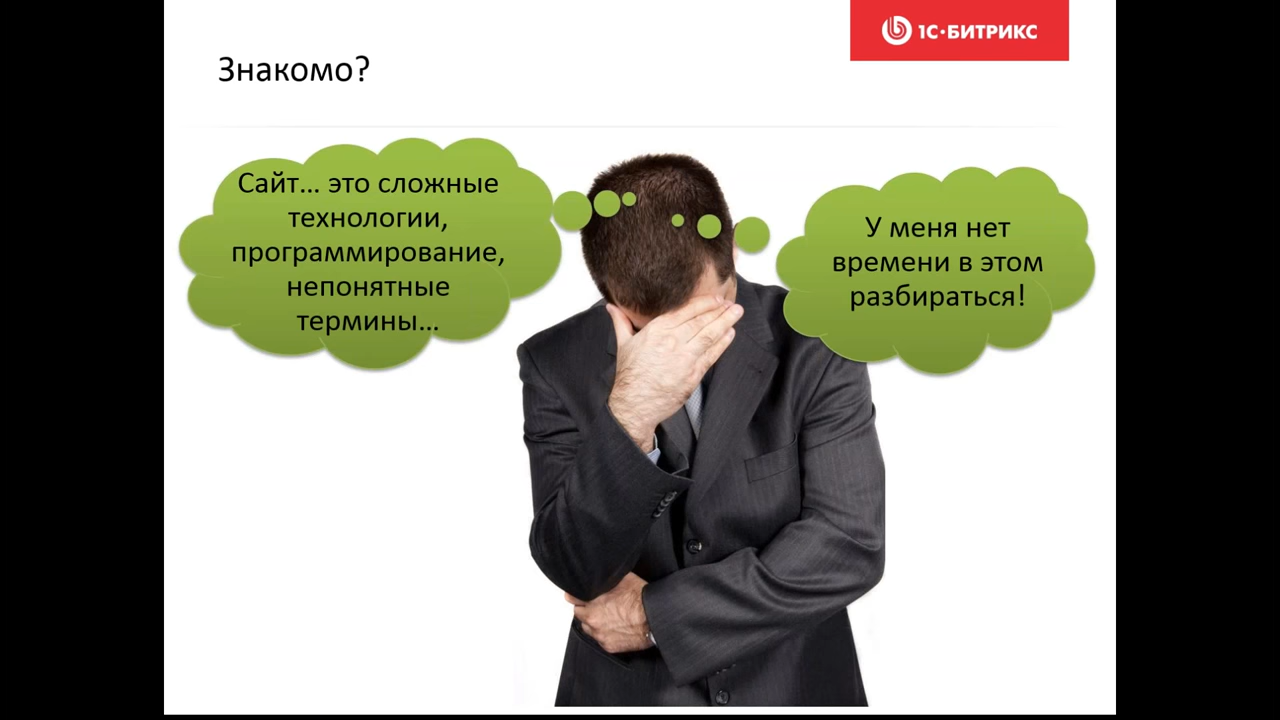 1С·БИТРИКС
Знакомо?
Сайт... это сложные
технологии,
программирование,
непонятные
термины...
У меня нет
времени в этом
разбираться!